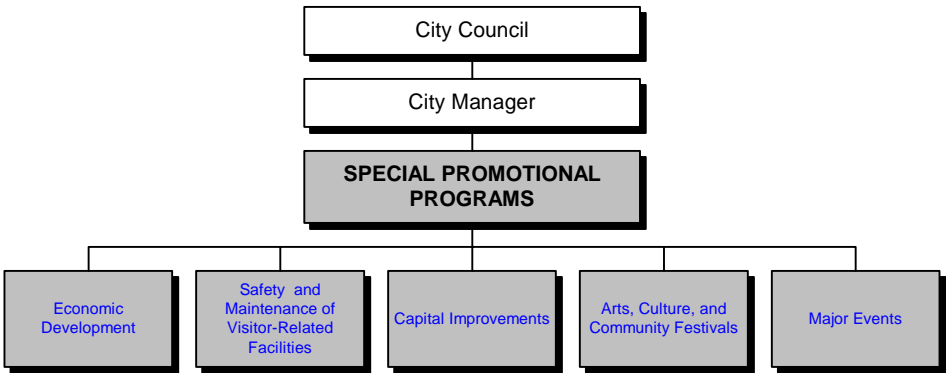 City Council
City Manager
SPECIAL PROMOTIONAL
PROGRAMS
Economic
Development
Safety and
Maintenance of
Visitor-Related
Facilities
Capital Improvements
Arts, Culture, and
Community Festivals
Major Events